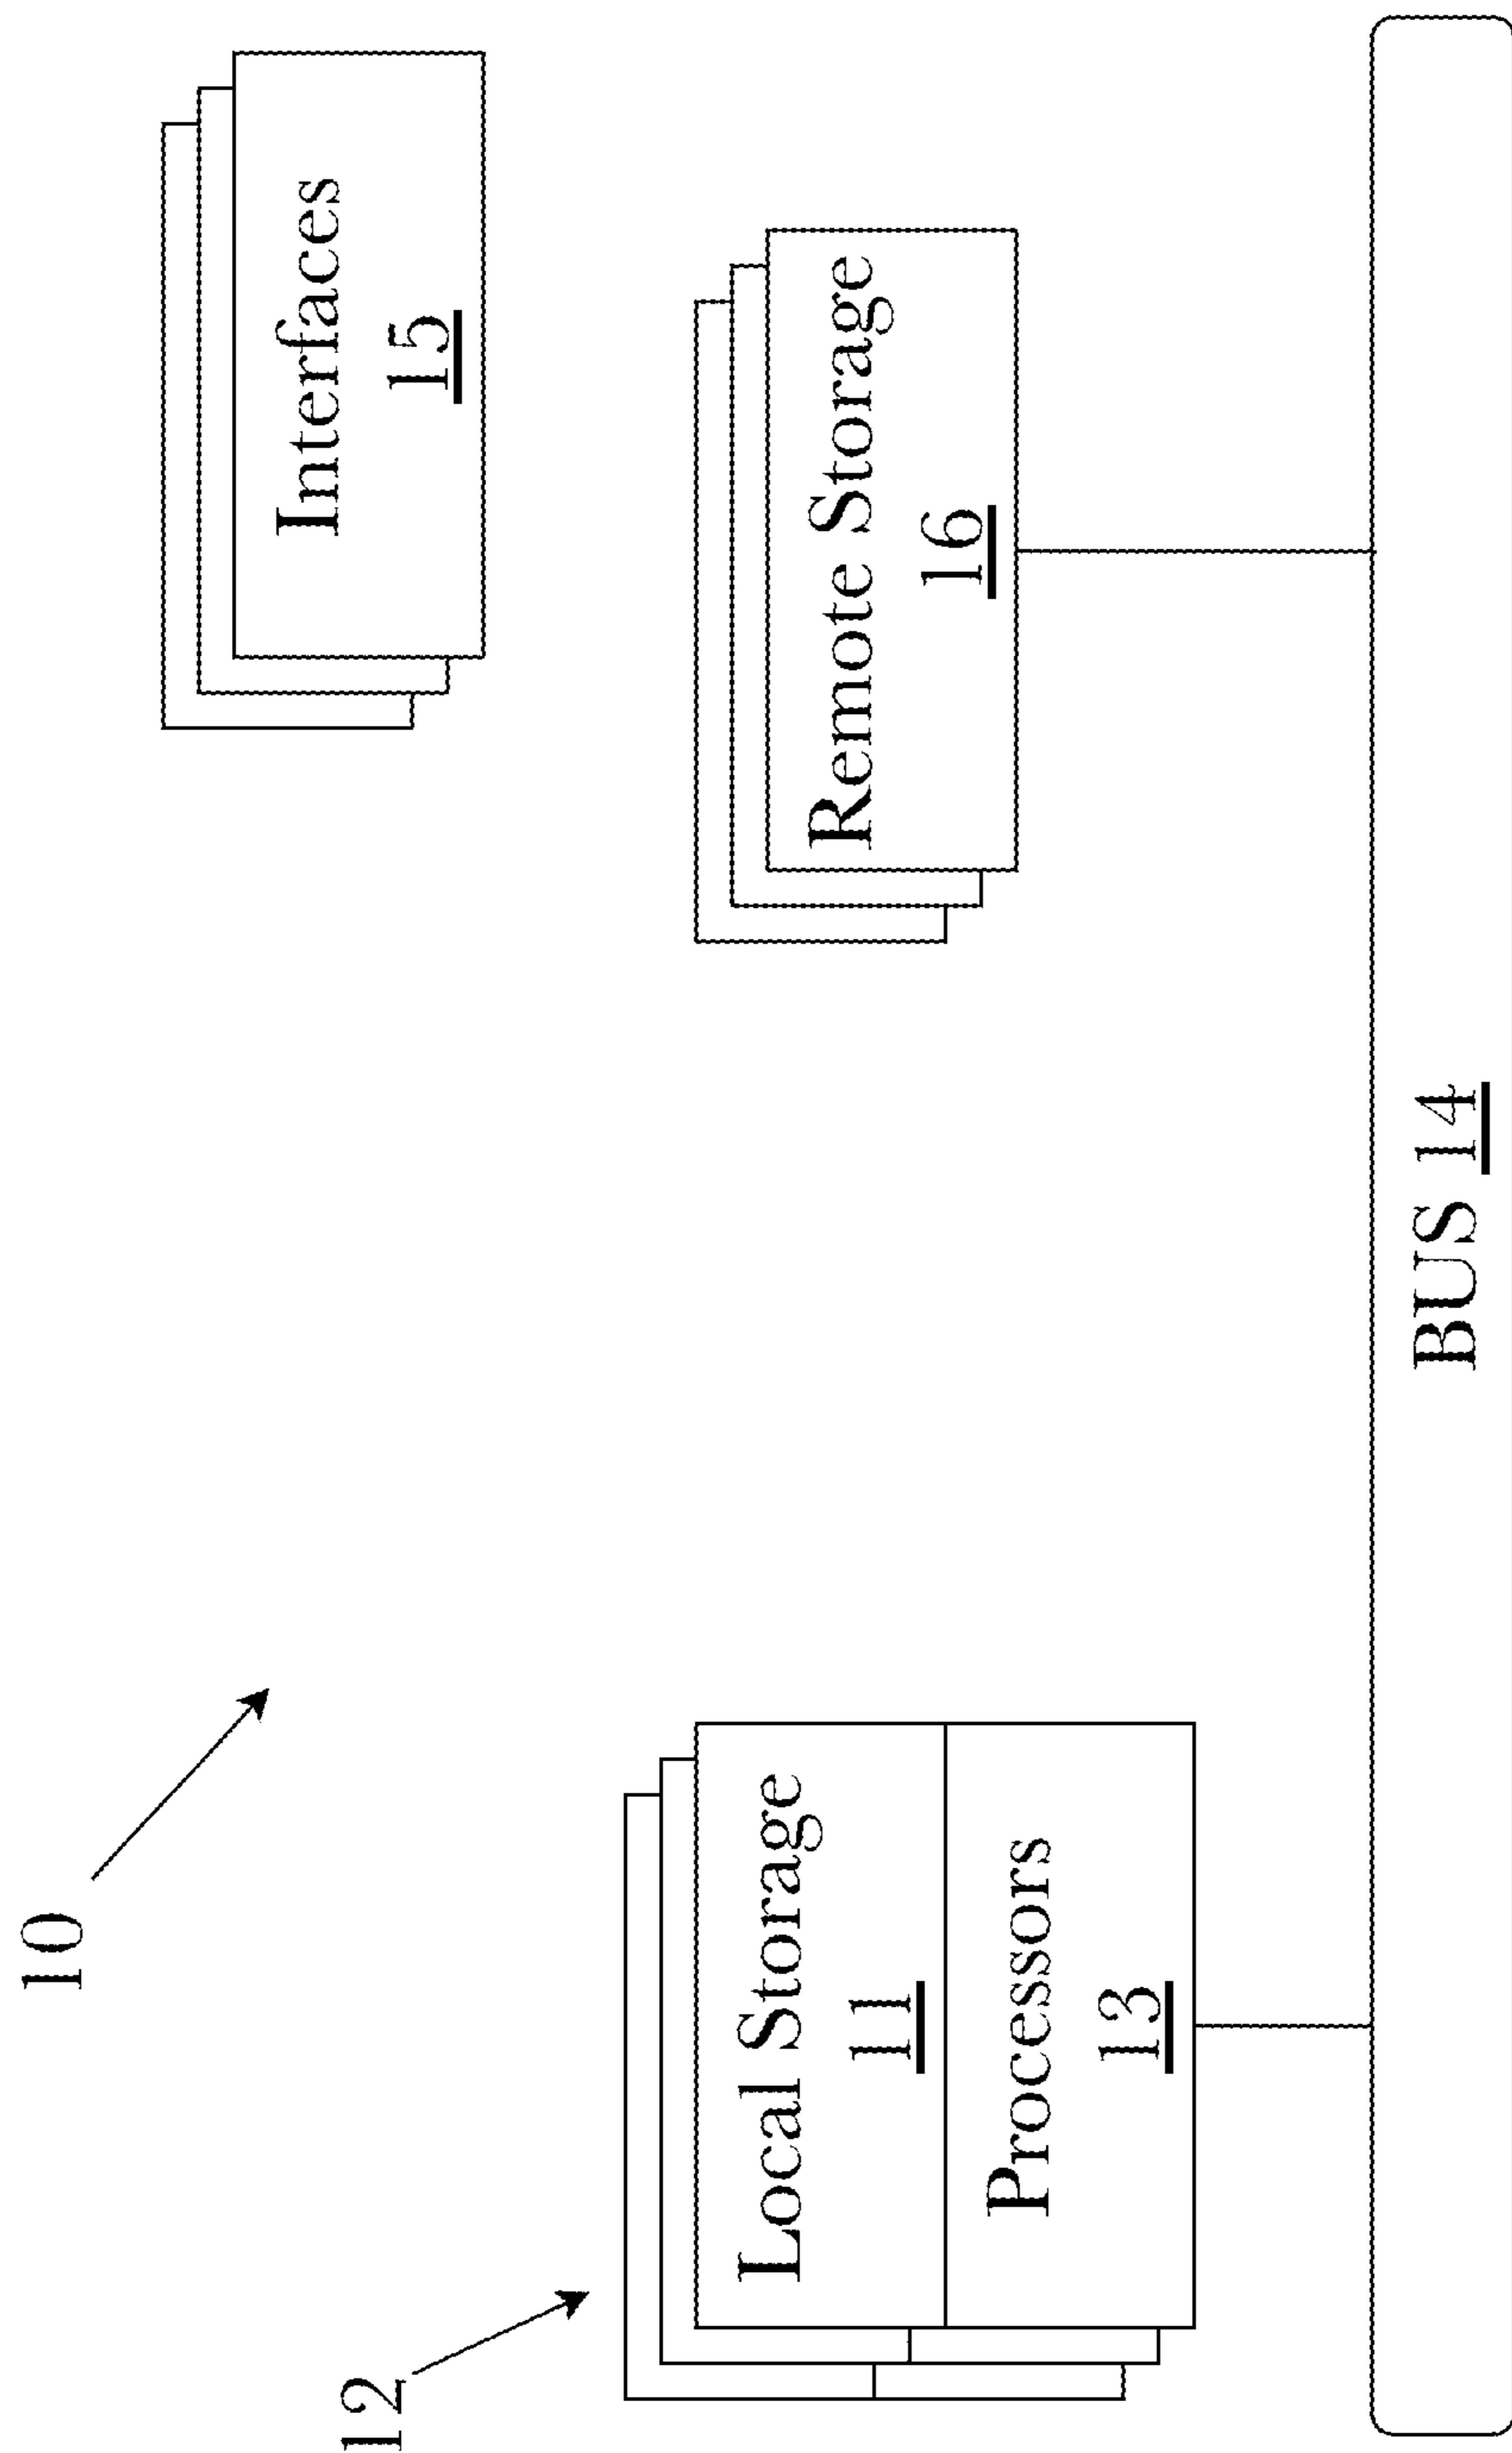 10
12
Interfaces
15
Local Storage
11
Remote Storage
16
Processors
13
BUS 14